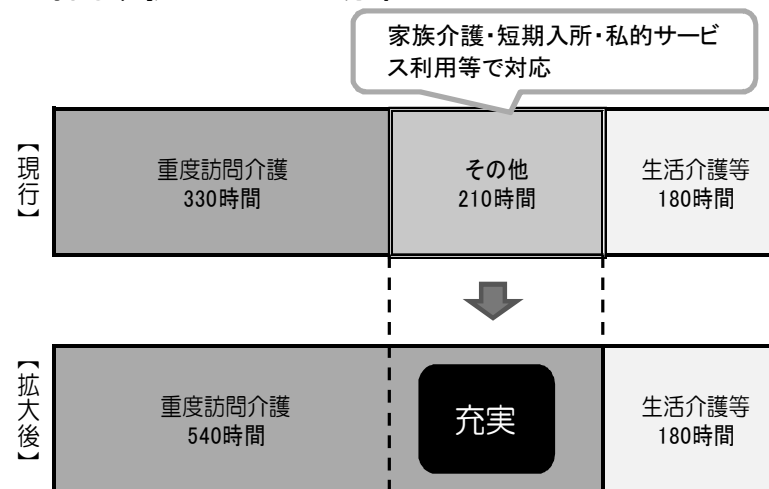 家族介護・短期入所・私的サービ
ス利用等で対応
【現行】
重度訪問介護
330時間
その他
210時間
生活介護等
180時間
【拡大後】
重度訪問介護
540時間
充実
生活介護等
180時間